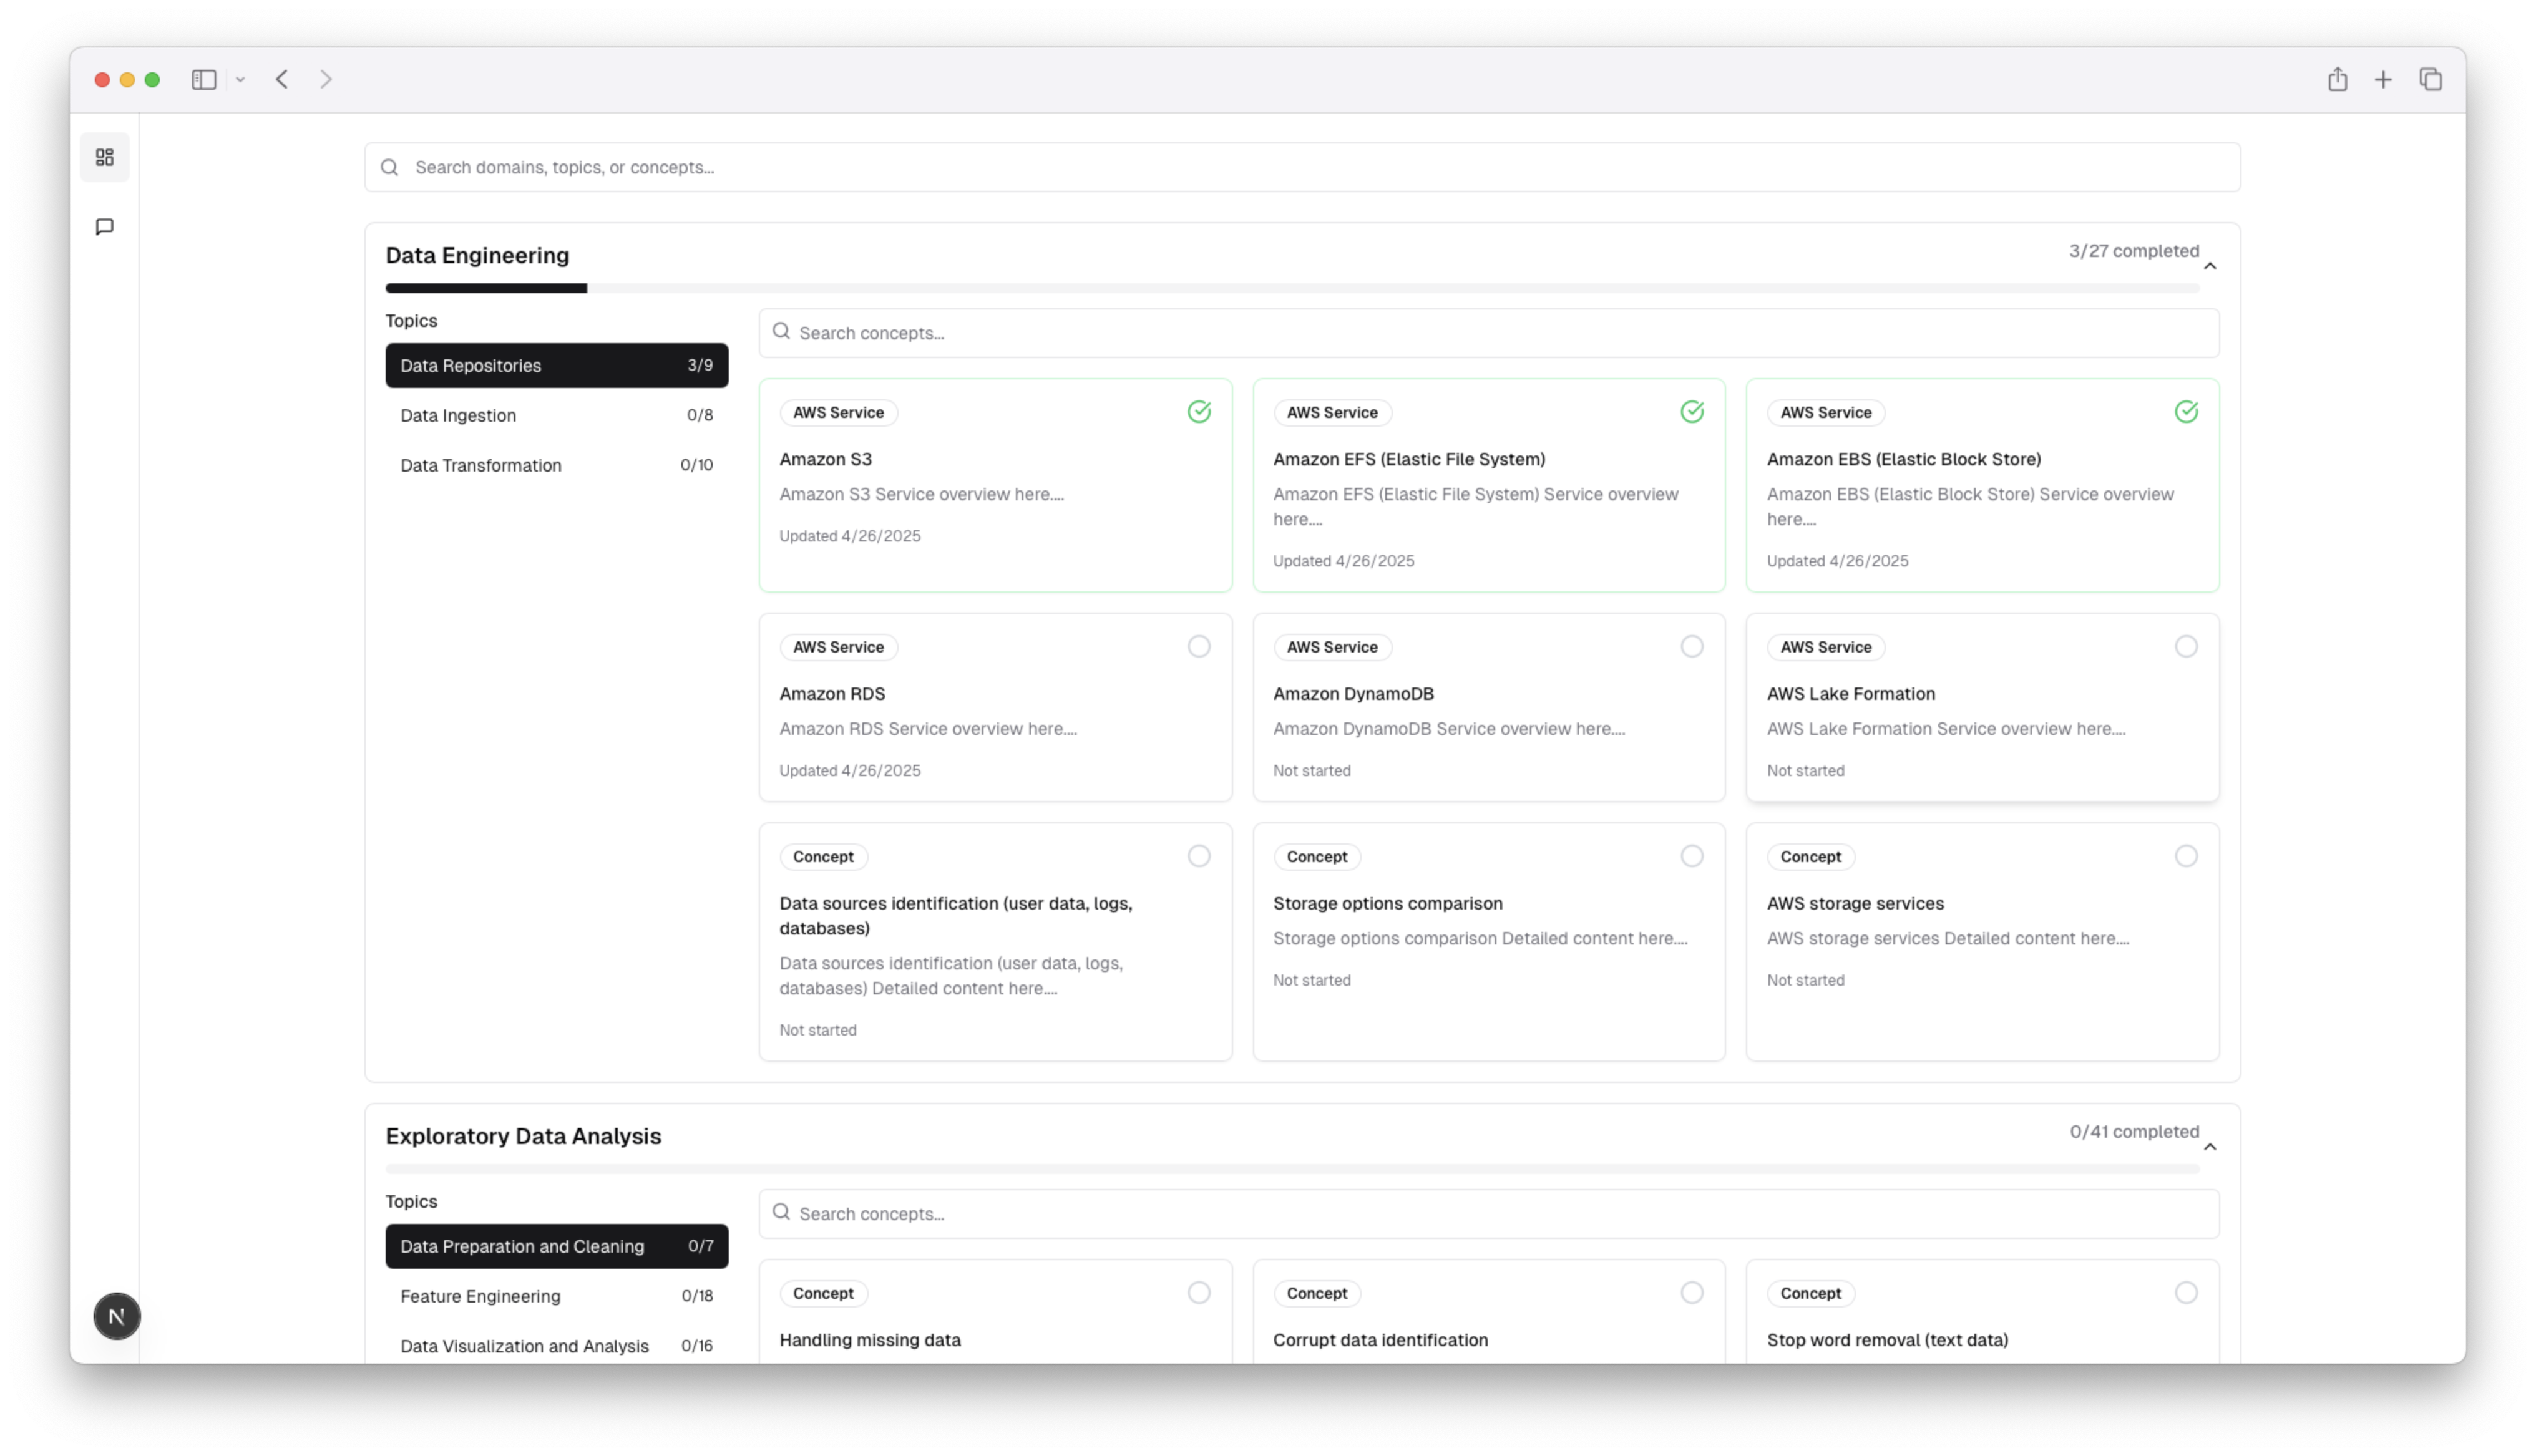 Search domains, topics, or concepts...
Data Engineering
3/27 completed
Topics
Data Repositories 3/9
Data Ingestion 0/8
Data Transformation 0/10
Search concepts...
AWS Service
Amazon S3
Amazon S3 Service overview here....
Updated 4/26/2025
AWS Service
Amazon EFS (Elastic File System)
Amazon EFS (Elastic File System) Service overview
here....
Updated 4/26/2025
AWS Service
Amazon EBS (Elastic Block Store)
Amazon EBS (Elastic Block Store) Service overview
here....
Updated 4/26/2025
AWS Service
Amazon RDS
Amazon RDS Service overview here....
Updated 4/26/2025
AWS Service
Amazon DynamoDB
Amazon DynamoDB Service overview here....
Not started
AWS Service
AWS Lake Formation
AWS Lake Formation Service overview here....
Not started
Concept
Data sources identification (user data, logs,
databases)
Data sources identification (user data, logs,
databases) Detailed content here....
Not started
Concept
Storage options comparison
Storage options comparison Detailed content here....
Not started
Concept
AWS storage services
AWS storage services Detailed content here....
Not started
Exploratory Data Analysis
0/41 completed
Topics
Data Preparation and Cleaning 0/7
Feature Engineering 0/18
Data Visualization and Analysis 0/16
Search concepts...
Concept
Handling missing data
Concept
Corrupt data identification
Concept
Stop word removal (text data)
N